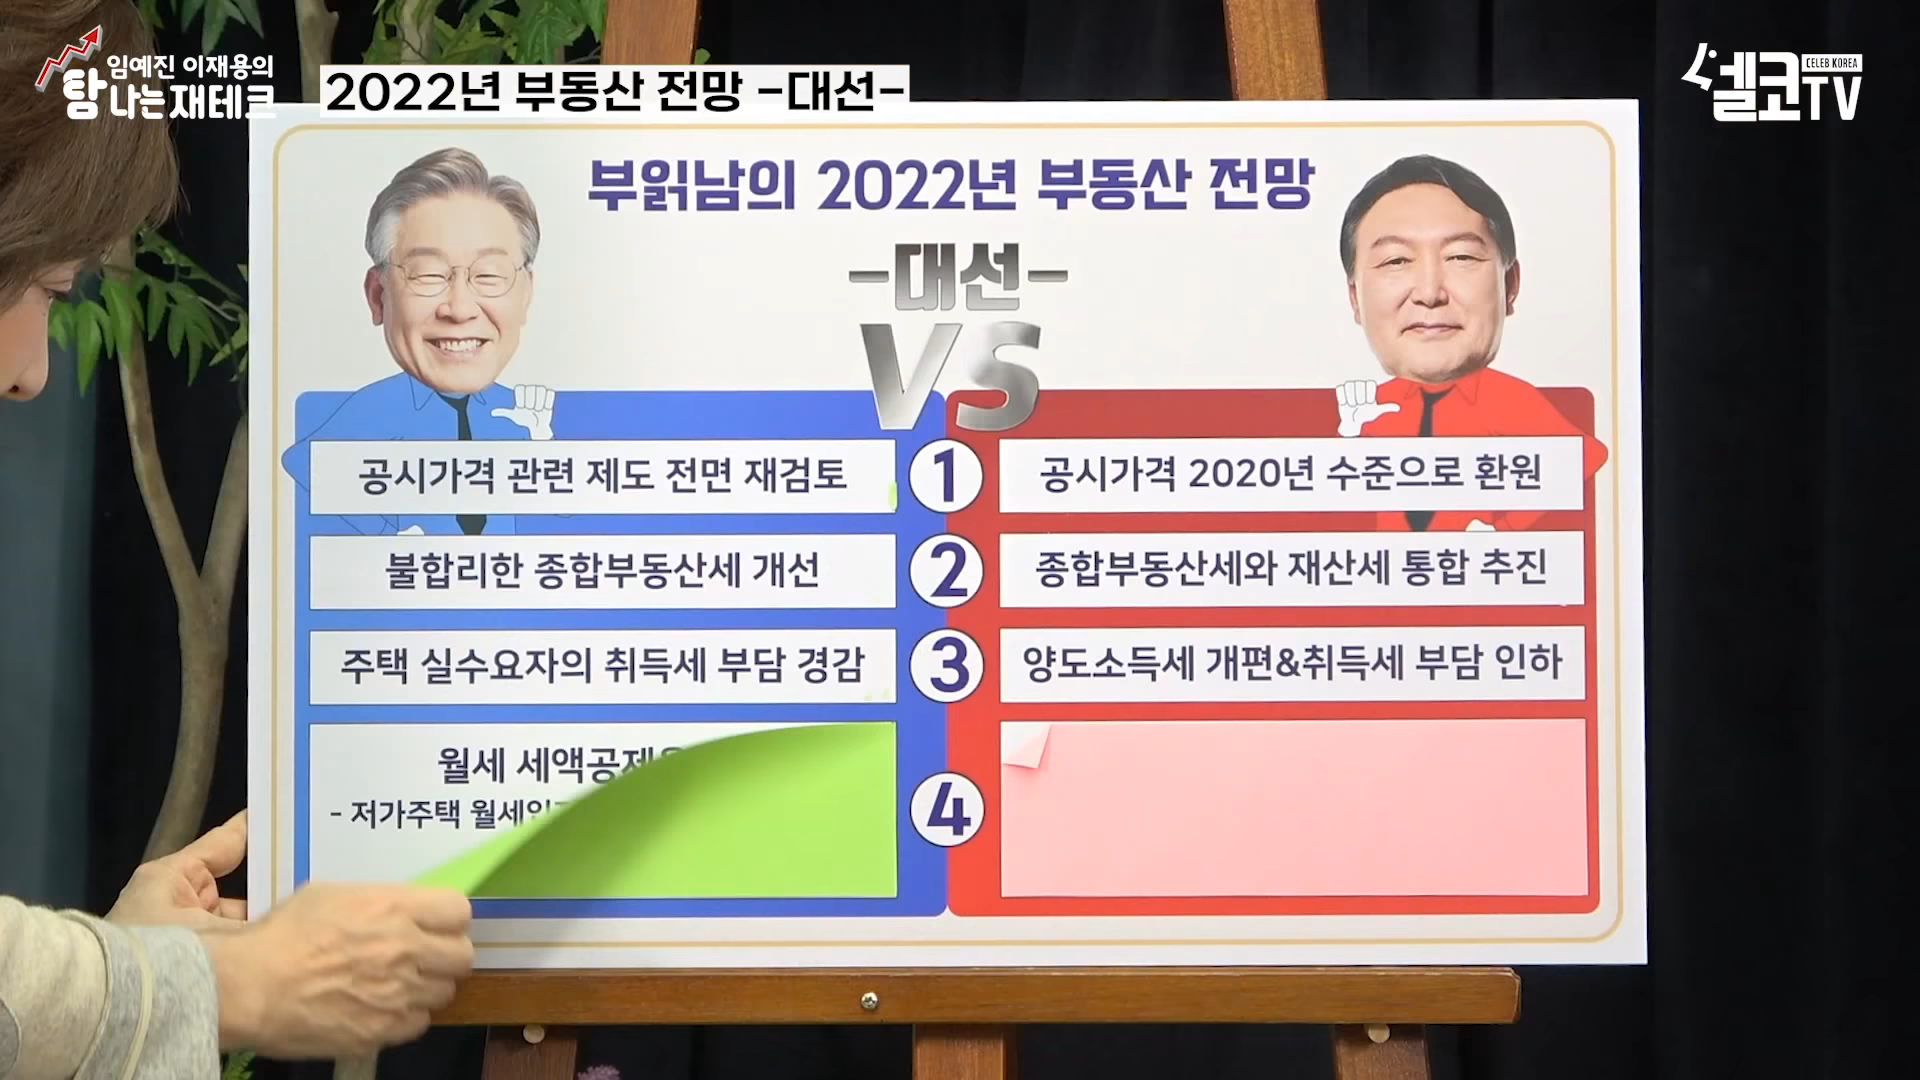 임예진 이재용의
탕 나는 재테크
2022년 부동산 전망 -대선-
CELEB KOREA
셀코TV
부읽남의 2022년 부동산 전망
-대선-
VS
공시가격 관련 제도 전면 재검토
1
공시가격 2020년 수준으로 환원
불합리한 종합부동산세 개선
2
종합부동산세와 재산세 통합 추진
주택 실수요자의 취득세 부담 경감
3
양도소득세 개편&취득세 부담 인하
월세 세액공제
- 저가주택
4